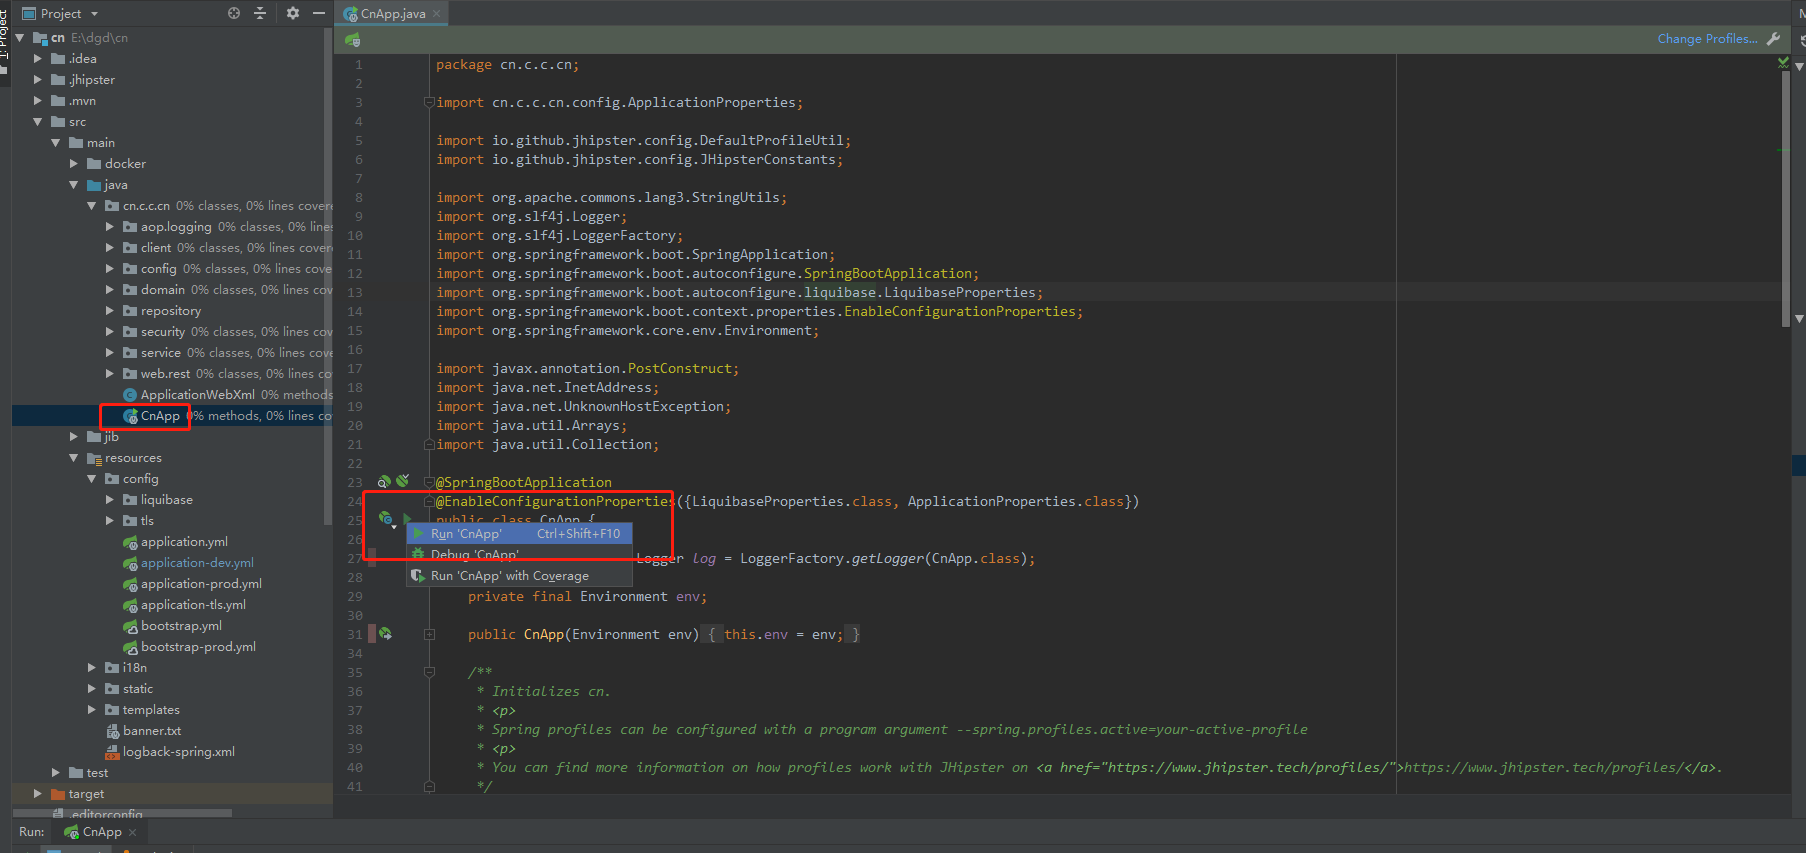 Project
CnApp.java
1: Project
cn E:\dgd\cn
.idea
.jhipster
.mvn
src
main
docker
java
cn.c.c.cn 0% classes, 0% lines covere
aop.logging 0% classes, 0% lines
client 0% classes, 0% lines cover
config 0% classes, 0% lines cove
domain 0% classes, 0% lines
repository
security 0% classes, 0% lines cov
service 0% classes, 0% lines cove
web.rest 0% classes, 0% lines co
ApplicationWebXml 0% methods
CnApp 0% methods, 0% lines co
jib
resources
config
liquibase
tls
application.yml
application-dev.yml
application-prod.yml
application-tls.yml
bootstrap.yml
bootstrap-prod.yml
i18n
static
templates
banner.txt
logback-spring.xml
test
target
.editorconfig
Change Profiles...
1 package cn.c.c.cn;
2
3 import cn.c.c.cn.config.ApplicationProperties;
4
5 import io.github.jhipster.config.DefaultProfileUtil;
6 import io.github.jhipster.config.JHipsterConstants;
7
8 import org.apache.commons.lang3.StringUtils;
9 import org.slf4j.Logger;
10 import org.slf4j.LoggerFactory;
11 import org.springframework.boot.SpringApplication;
12 import org.springframework.boot.autoconfigure.SpringBootApplication;
13 import org.springframework.boot.autoconfigure.liquibase.LiquibaseProperties;
14 import org.springframework.boot.context.properties.EnableConfigurationProperties;
15 import org.springframework.core.env.Environment;
16
17 import javax.annotation.PostConstruct;
18 import java.net.InetAddress;
19 import java.net.UnknownHostException;
20 import java.util.Arrays;
21 import java.util.Collection;
22
23 @SpringBootApplication
24 @EnableConfigurationProperties({LiquibaseProperties.class, ApplicationProperties.class})
25 public class CnApp {
26 Run 'CnApp' Ctrl+Shift+F10
Debug 'CnApp'
27 Logger log = LoggerFactory.getLogger(CnApp.class);
28 Run 'CnApp' with Coverage
29 private final Environment env;
30
31 public CnApp(Environment env) { this.env = env; }
34
35 /**
36 * Initializes cn.
37 * <p>
38 * Spring profiles can be configured with a program argument --spring.profiles.active=your-active-profile
39 * <p>
40 * You can find more information on how profiles work with JHipster on <a href="https://www.jhipster.tech/profiles/">https://www.jhipster.tech/profiles/</a>.
41 */
Run: CnApp